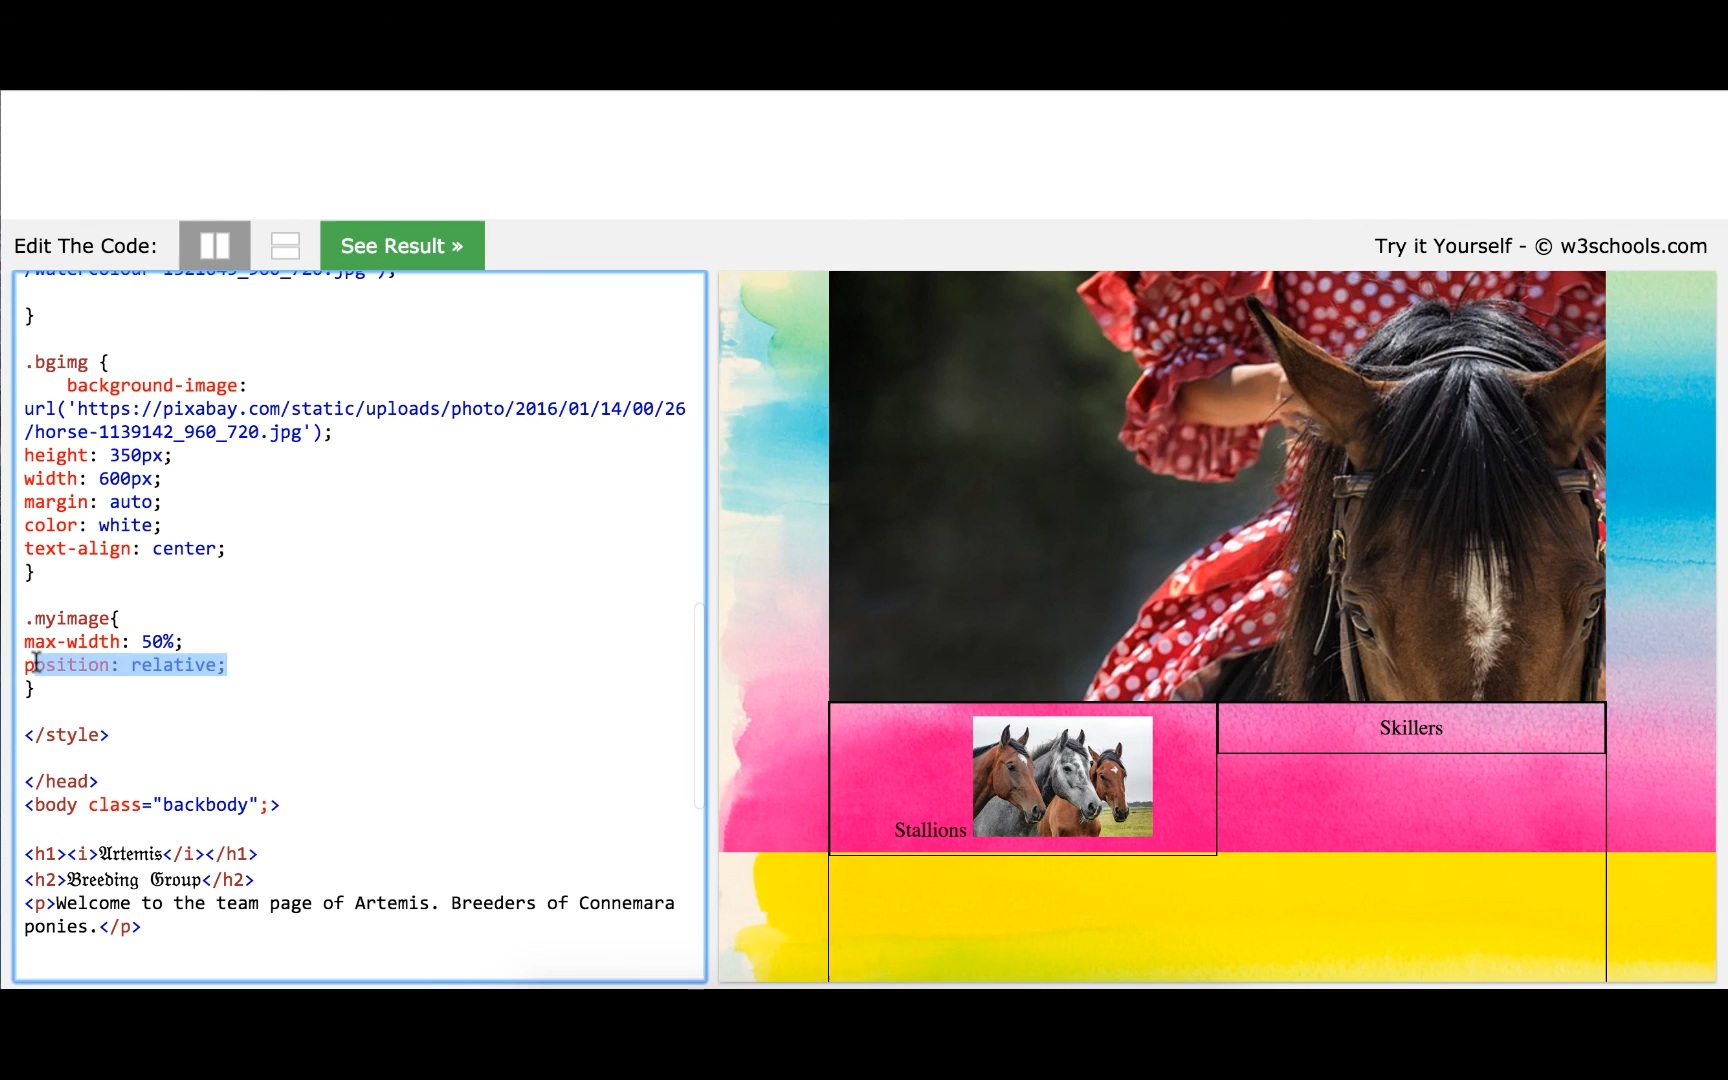 Edit The Code:
See Result »
Try it Yourself - © w3schools.com
}
.bgimg {
background-image:
url('https://pixabay.com/static/uploads/photo/2016/01/14/00/26
/horse-1139142_960_720.jpg');
height: 350px;
width: 600px;
margin: auto;
color: white;
text-align: center;
}
.myimage{
max-width: 50%;
position: relative;
}
</style>
</head>
<body class="backbody";>
<h1><i>𝔄rtemis</i></h1>
<h2>𝔅reeding 𝔊roup</h2>
<p>Welcome to the team page of Artemis. Breeders of Connemara
ponies.</p>
Skillers
Stallions